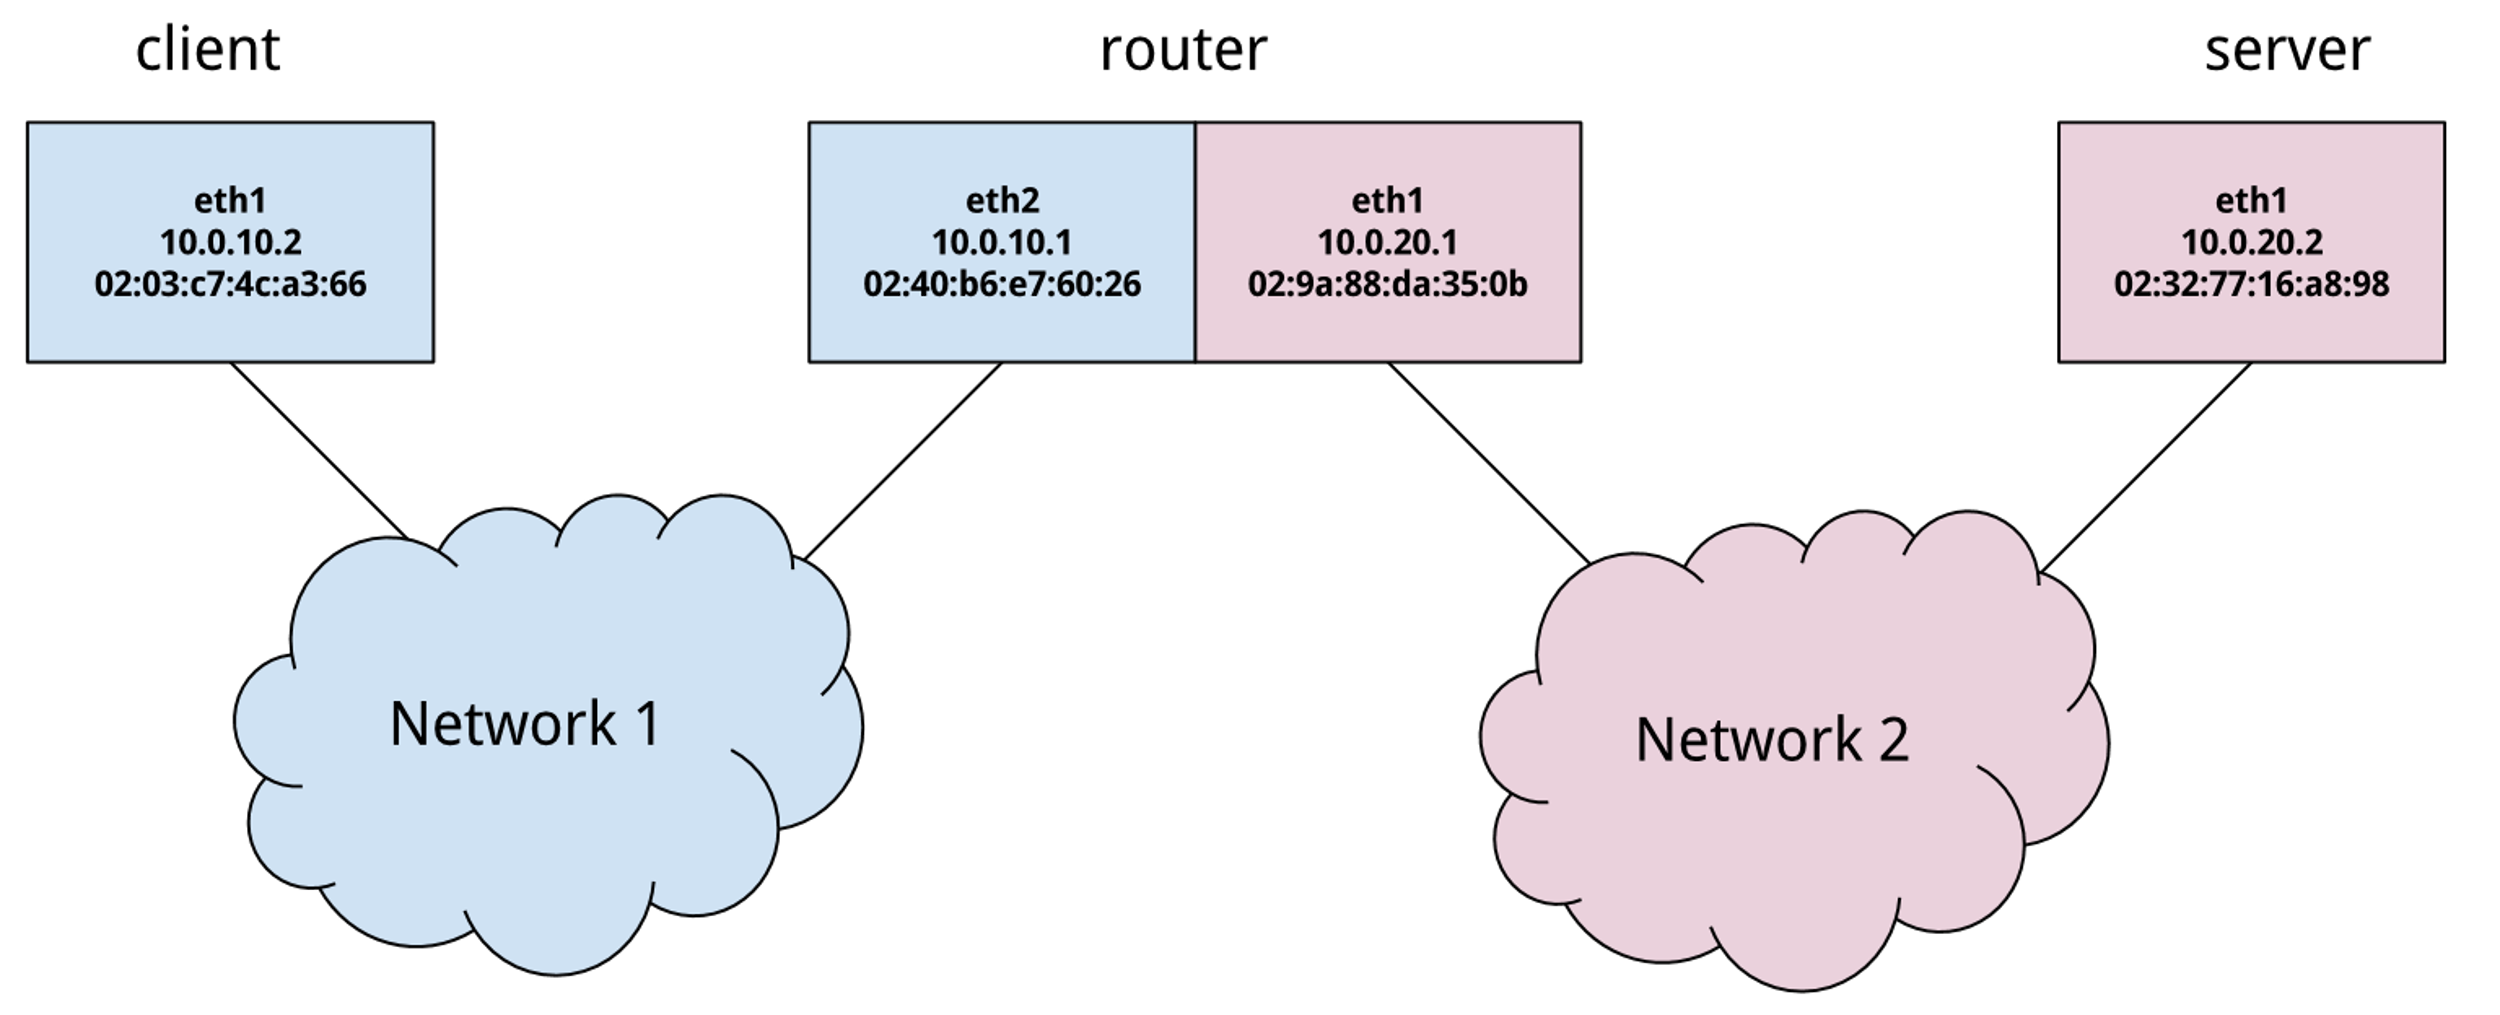 client
router
server
eth1
10.0.10.2
02:03:c7:4c:a3:66
eth2
10.0.10.1
02:40:b6:e7:60:26
eth1
10.0.20.1
02:9a:88:da:35:0b
eth1
10.0.20.2
02:32:77:16:a8:98
Network 1
Network 2